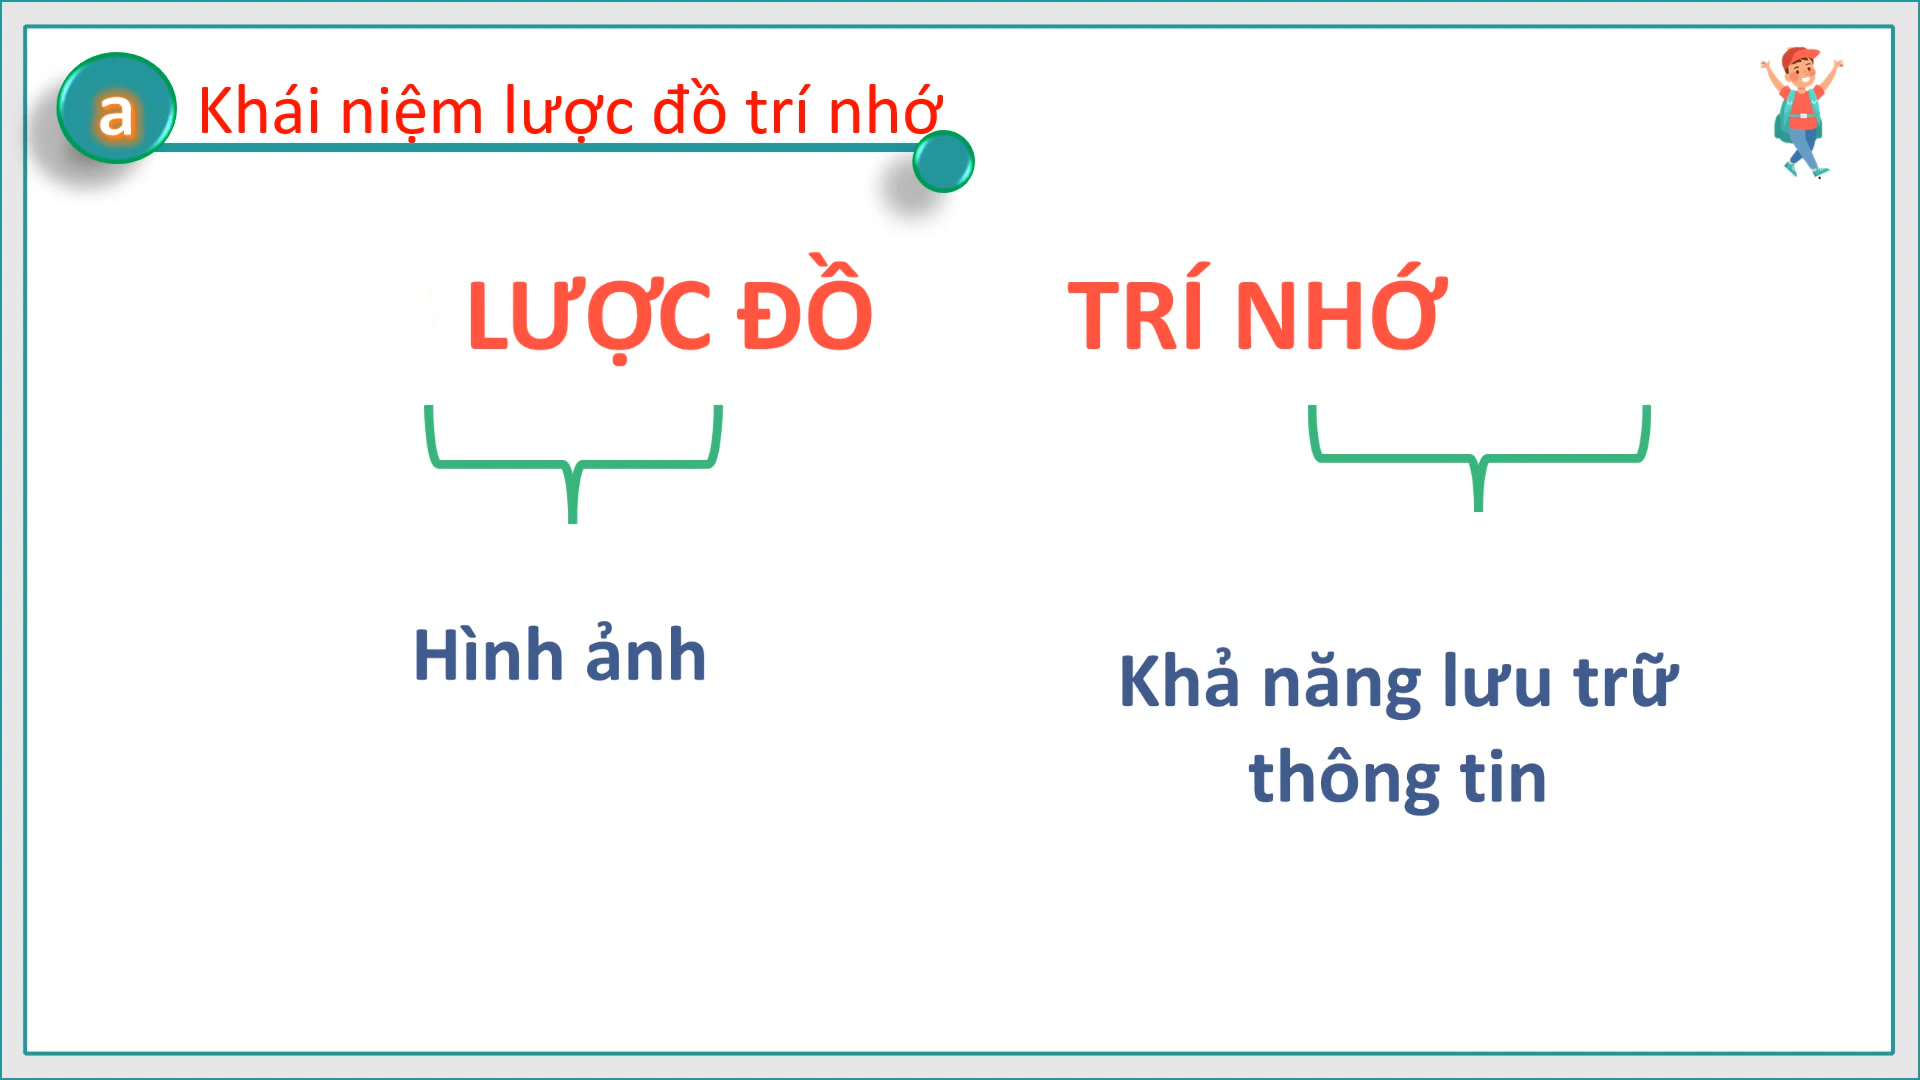 a
Khái niệm lược đồ trí nhớ
LƯỢC ĐỒ TRÍ NHỚ
Hình ảnh
Khả năng lưu trữ
thông tin